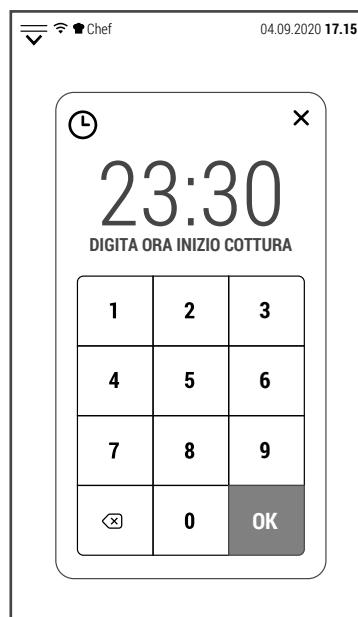 Chef 04.09.2020 17.15
23:30
DIGITA ORA INIZIO COTTURA
1 2 3
4 5 6
7 8 9
0 OK